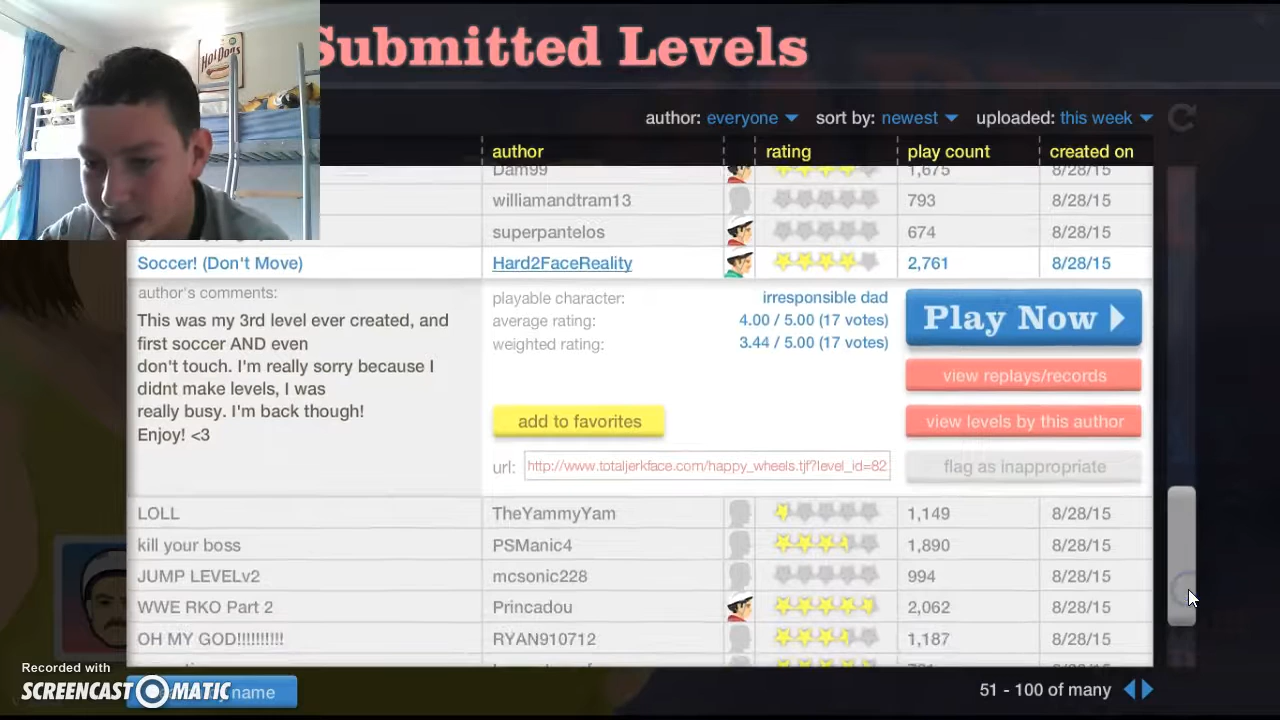 HOT DOGS
Submitted Levels
author: everyone sort by: newest uploaded: this week
author rating play count created on
Dam99 1,675 8/28/15
williamandtram13 793 8/28/15
superpantelos 674 8/28/15
Soccer! (Don't Move) Hard2FaceReality 2,761 8/28/15
author's comments:
This was my 3rd level ever created, and
first soccer AND even
don't touch. I'm really sorry because I
didnt make levels, I was
really busy. I'm back though!
Enjoy! <3
playable character: irresponsible dad
average rating: 4.00 / 5.00 (17 votes)
weighted rating: 3.44 / 5.00 (17 votes)
add to favorites
url: http://www.totaljerkface.com/happy_wheels.tjf?level_id=82
Play Now
view replays/records
view levels by this author
flag as inappropriate
LOLL TheYammyYam 1,149 8/28/15
kill your boss PSManic4 1,890 8/28/15
JUMP LEVELv2 mcsonic228 994 8/28/15
WWE RKO Part 2 Princadou 2,062 8/28/15
OH MY GOD!!!!!!!!!! RYAN910712 1,187 8/28/15
Recorded with
SCREENCAST-O-MATIC
name
51 - 100 of many